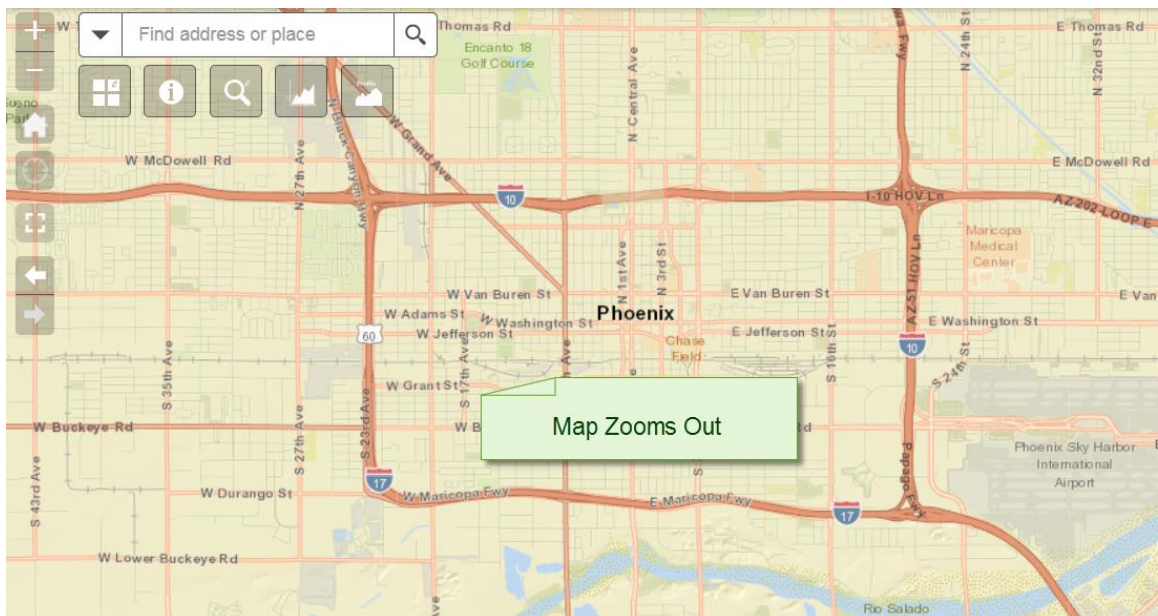 W T
Find address or place
Thomas Rd
E Thomas Rd
Encanto 18
Golf Course
N Central Ave
N 24th St
N 32nd St
Profile
N Black Canyon Hwy
W Grand Ave
W McDowell Rd
E McDowell Rd
N 27th Ave
10
I-10 HOV Ln
AZ-202 LOOP E
Maricopa
Medical
Center
AZ-51 HOV Ln
N 1st Ave
N 3rd St
W Van Buren St
E Van Buren St
E Van
Phoenix
W Adams St
W Washington St
E Washington St
60
W Jefferson St
E Jefferson St
Chase
Field
10
S 16th St
S 24th St
S 35th Ave
S 17th Ave
W Grant St
Map Zooms Out
W Buckeye Rd
W B
Rd
S 27th Ave
S 23rd Ave
S 43rd Ave
Phoenix Sky Harbor
International
Airport
Papago Fwy
17
W Durango St
W Maricopa Fwy
E Maricopa Fwy
17
W Lower Buckeye Rd
Rio Salado